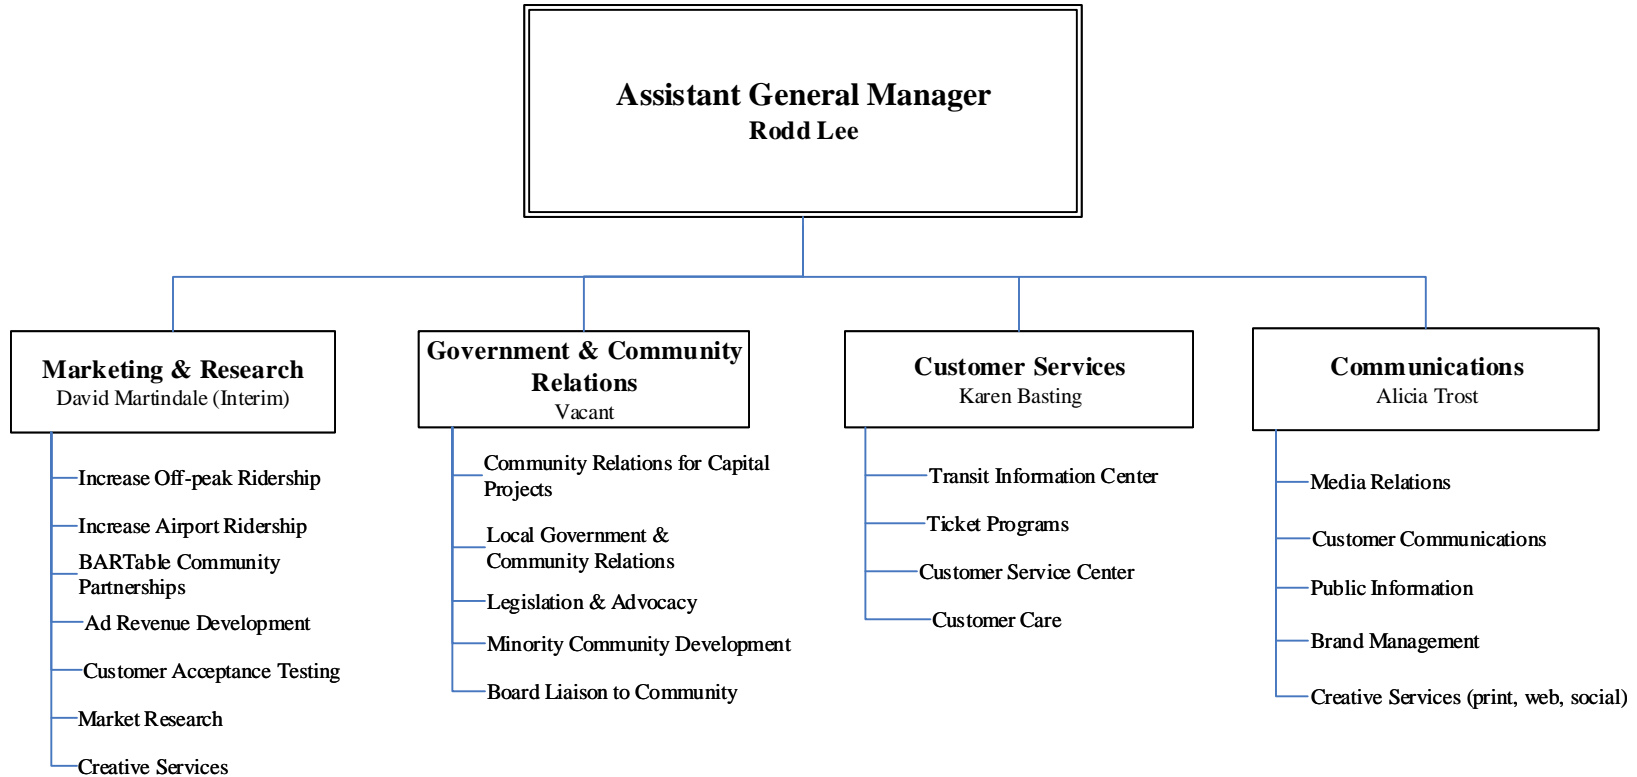 Assistant General Manager
Rodd Lee
Marketing & Research
David Martindale (Interim)
Increase Off-peak Ridership
Increase Airport Ridership
BARTable Community
Partnerships
Ad Revenue Development
Customer Acceptance Testing
Market Research
Creative Services
Government & Community
Relations
Vacant
Community Relations for Capital
Projects
Local Government &
Community Relations
Legislation & Advocacy
Minority Community Development
Board Liaison to Community
Customer Services
Karen Basting
Transit Information Center
Ticket Programs
Customer Service Center
Customer Care
Communications
Alicia Trost
Media Relations
Customer Communications
Public Information
Brand Management
Creative Services (print, web, social)